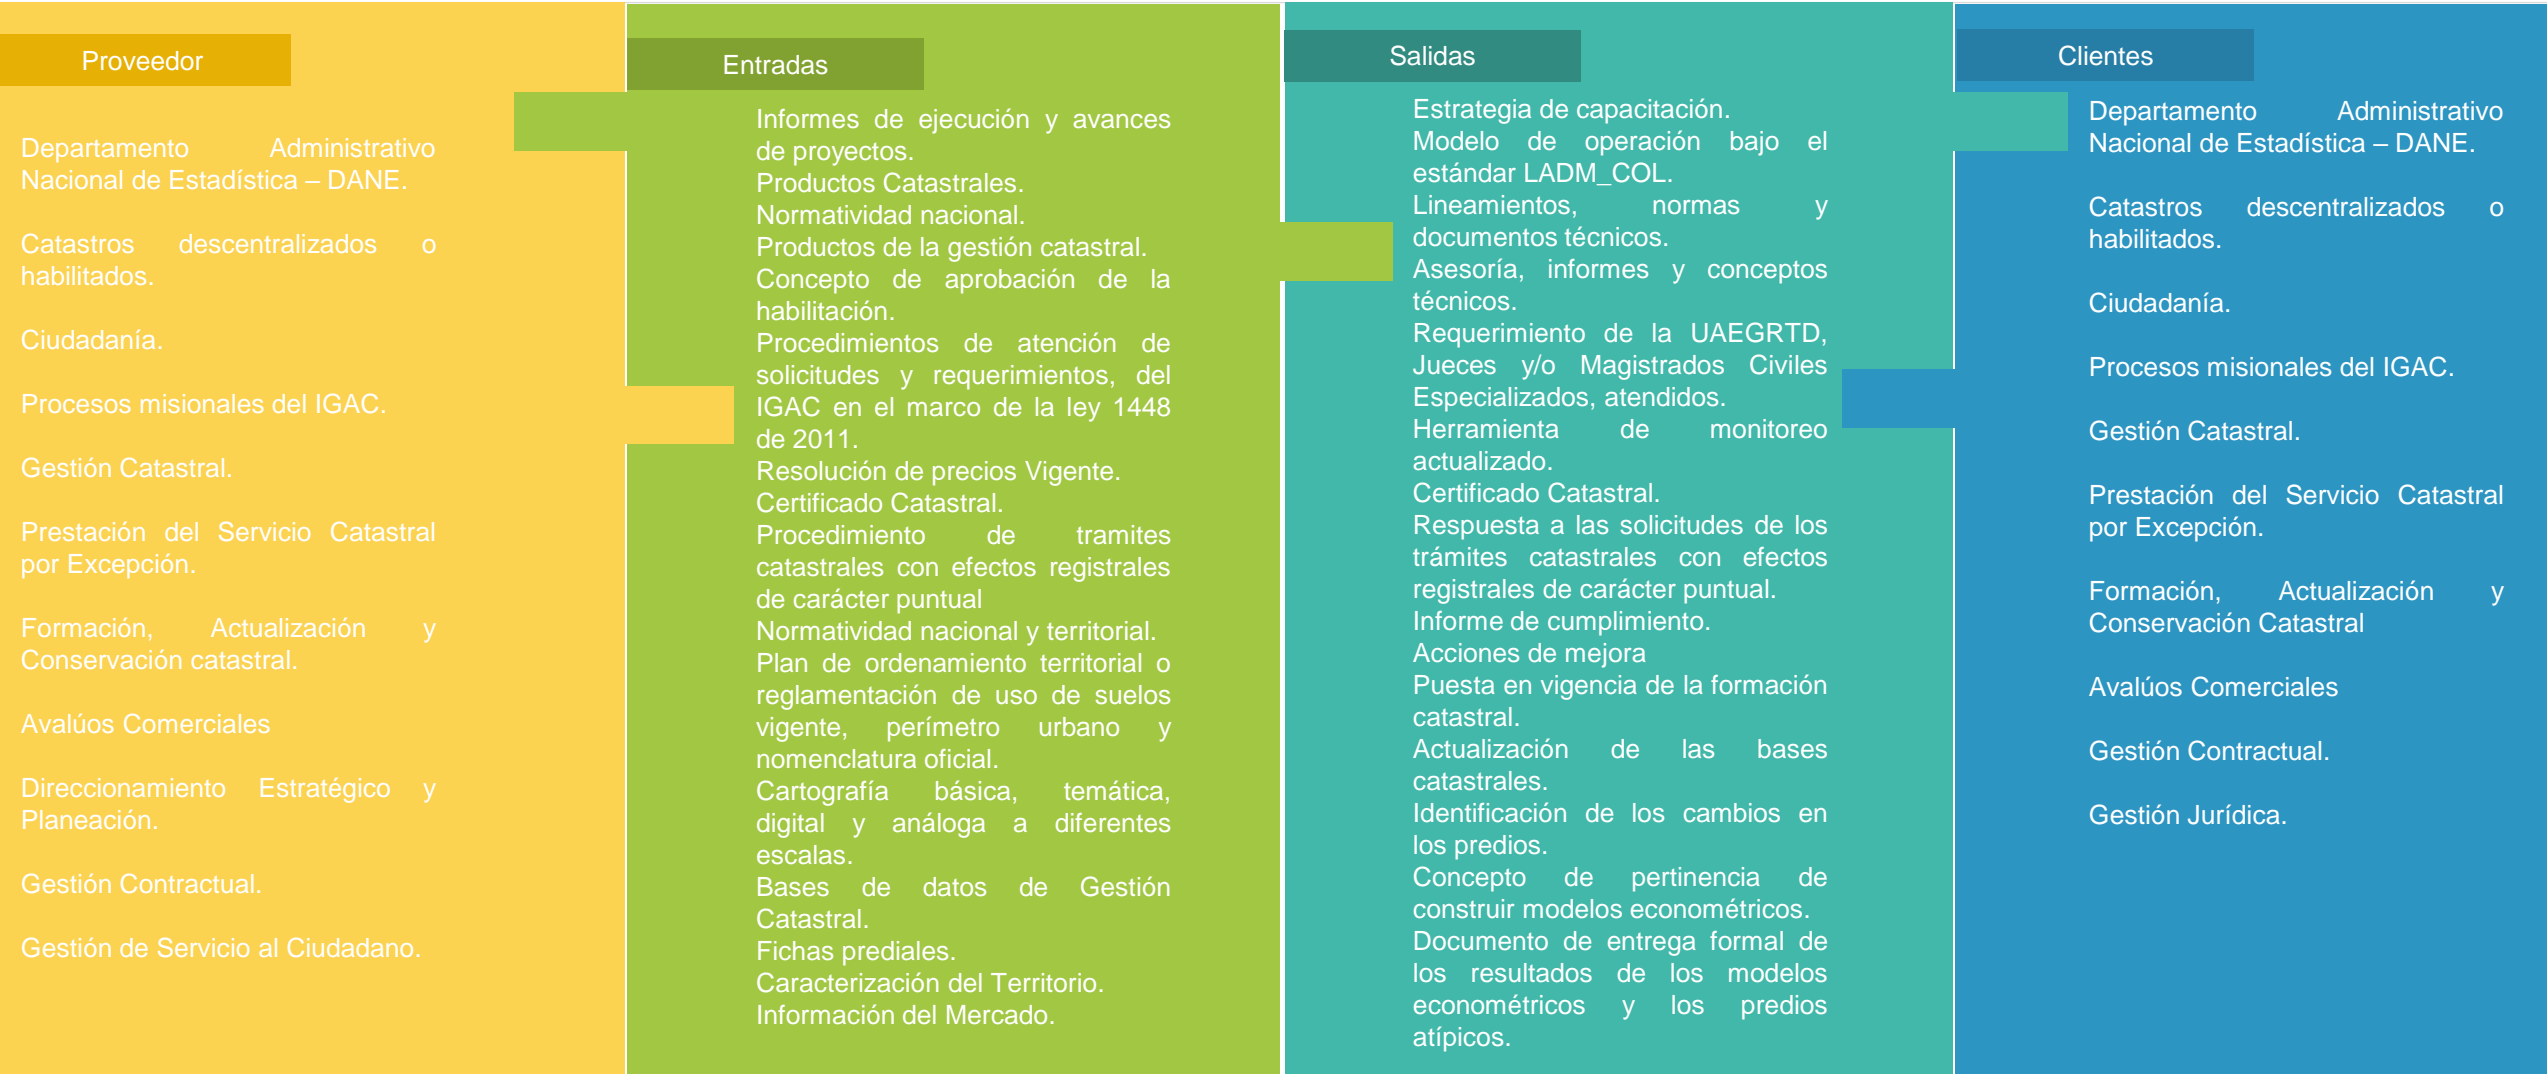 Proveedor
Departamento Administrativo
Nacional de Estadística – DANE.
Catastros descentralizados o
habilitados.
Ciudadanía.
Procesos misionales del IGAC.
Gestión Catastral.
Prestación del Servicio Catastral
por Excepción.
Formación, Actualización y
Conservación catastral.
Avalúos Comerciales
Direccionamiento Estratégico y
Planeación.
Gestión Contractual.
Gestión de Servicio al Ciudadano.
Entradas
Informes de ejecución y avances
de proyectos.
Productos Catastrales.
Normatividad nacional.
Productos de la gestión catastral.
Concepto de aprobación de la
habilitación.
Procedimientos de atención de
solicitudes y requerimientos, del
IGAC en el marco de la ley 1448
de 2011.
Resolución de precios Vigente.
Certificado Catastral.
Procedimiento de tramites
catastrales con efectos registrales
de carácter puntual
Normatividad nacional y territorial.
Plan de ordenamiento territorial o
reglamentación de uso de suelos
vigente, perímetro urbano y
nomenclatura oficial.
Cartografía básica, temática,
digital y análoga a diferentes
escalas.
Bases de datos de Gestión
Catastral.
Fichas prediales.
Caracterización del Territorio.
Información del Mercado.
Salidas
Estrategia de capacitación.
Modelo de operación bajo el
estándar LADM_COL.
Lineamientos, normas y
documentos técnicos.
Asesoría, informes y conceptos
técnicos.
Requerimiento de la UAEGRTD,
Jueces y/o Magistrados Civiles
Especializados, atendidos.
Herramienta de monitoreo
actualizado.
Certificado Catastral.
Respuesta a las solicitudes de los
trámites catastrales con efectos
registrales de carácter puntual.
Informe de cumplimiento.
Acciones de mejora
Puesta en vigencia de la formación
catastral.
Actualización de las bases
catastrales.
Identificación de los cambios en
los predios.
Concepto de pertinencia de
construir modelos econométricos.
Documento de entrega formal de
los resultados de los modelos
econométricos y los predios
atípicos.
Clientes
Departamento Administrativo
Nacional de Estadística – DANE.
Catastros descentralizados o
habilitados.
Ciudadanía.
Procesos misionales del IGAC.
Gestión Catastral.
Prestación del Servicio Catastral
por Excepción.
Formación, Actualización y
Conservación Catastral
Avalúos Comerciales
Gestión Contractual.
Gestión Jurídica.